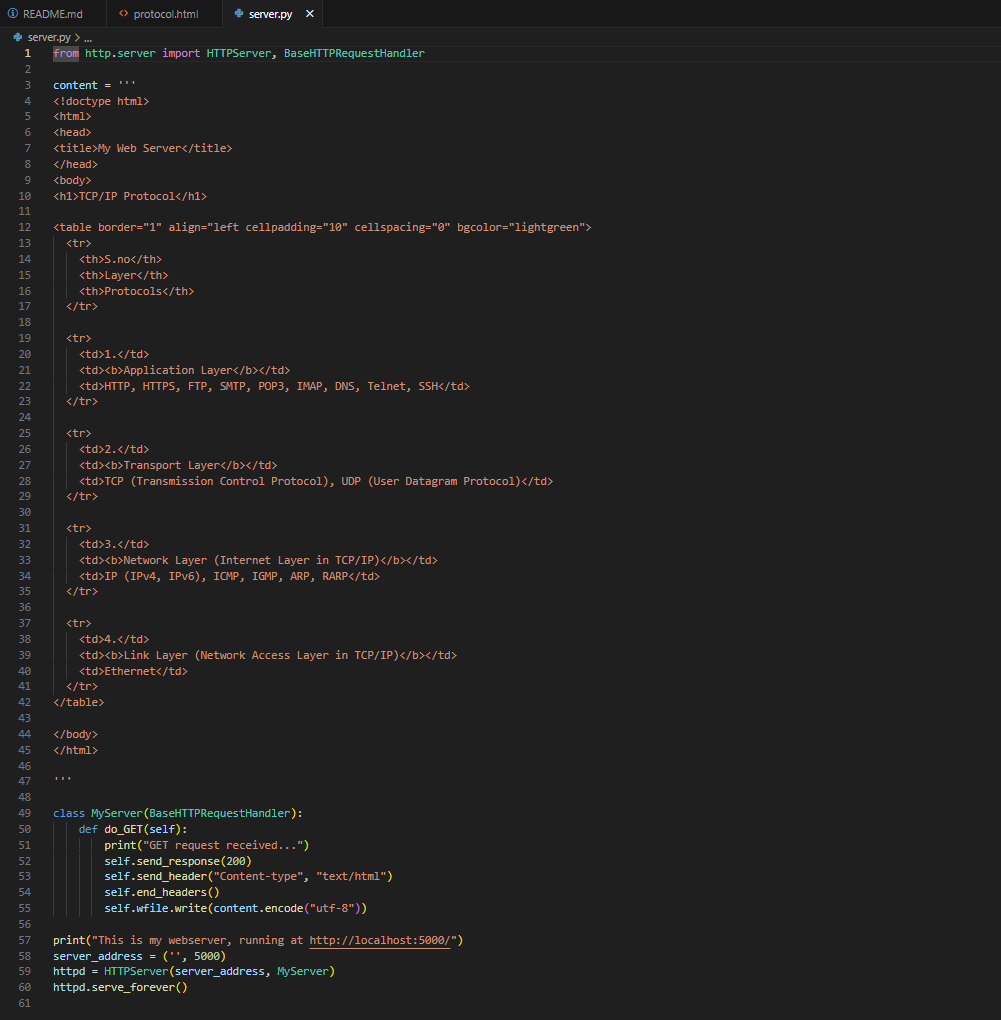 README.md protocol.html server.py ×
server.py > ...
1 from http.server import HTTPServer, BaseHTTPRequestHandler
2
3 content = '''
4 <!doctype html>
5 <html>
6 <head>
7 <title>My Web Server</title>
8 </head>
9 <body>
10 <h1>TCP/IP Protocol</h1>
11
12 <table border="1" align="left cellpadding="10" cellspacing="0" bgcolor="lightgreen">
13 <tr>
14 <th>S.no</th>
15 <th>Layer</th>
16 <th>Protocols</th>
17 </tr>
18
19 <tr>
20 <td>1.</td>
21 <td><b>Application Layer</b></td>
22 <td>HTTP, HTTPS, FTP, SMTP, POP3, IMAP, DNS, Telnet, SSH</td>
23 </tr>
24
25 <tr>
26 <td>2.</td>
27 <td><b>Transport Layer</b></td>
28 <td>TCP (Transmission Control Protocol), UDP (User Datagram Protocol)</td>
29 </tr>
30
31 <tr>
32 <td>3.</td>
33 <td><b>Network Layer (Internet Layer in TCP/IP)</b></td>
34 <td>IP (IPv4, IPv6), ICMP, IGMP, ARP, RARP</td>
35 </tr>
36
37 <tr>
38 <td>4.</td>
39 <td><b>Link Layer (Network Access Layer in TCP/IP)</b></td>
40 <td>Ethernet</td>
41 </tr>
42 </table>
43
44 </body>
45 </html>
46
47 '''
48
49 class MyServer(BaseHTTPRequestHandler):
50 def do_GET(self):
51 print("GET request received...")
52 self.send_response(200)
53 self.send_header("Content-type", "text/html")
54 self.end_headers()
55 self.wfile.write(content.encode("utf-8"))
56
57 print("This is my webserver, running at http://localhost:5000/")
58 server_address = ('', 5000)
59 httpd = HTTPServer(server_address, MyServer)
60 httpd.serve_forever()
61